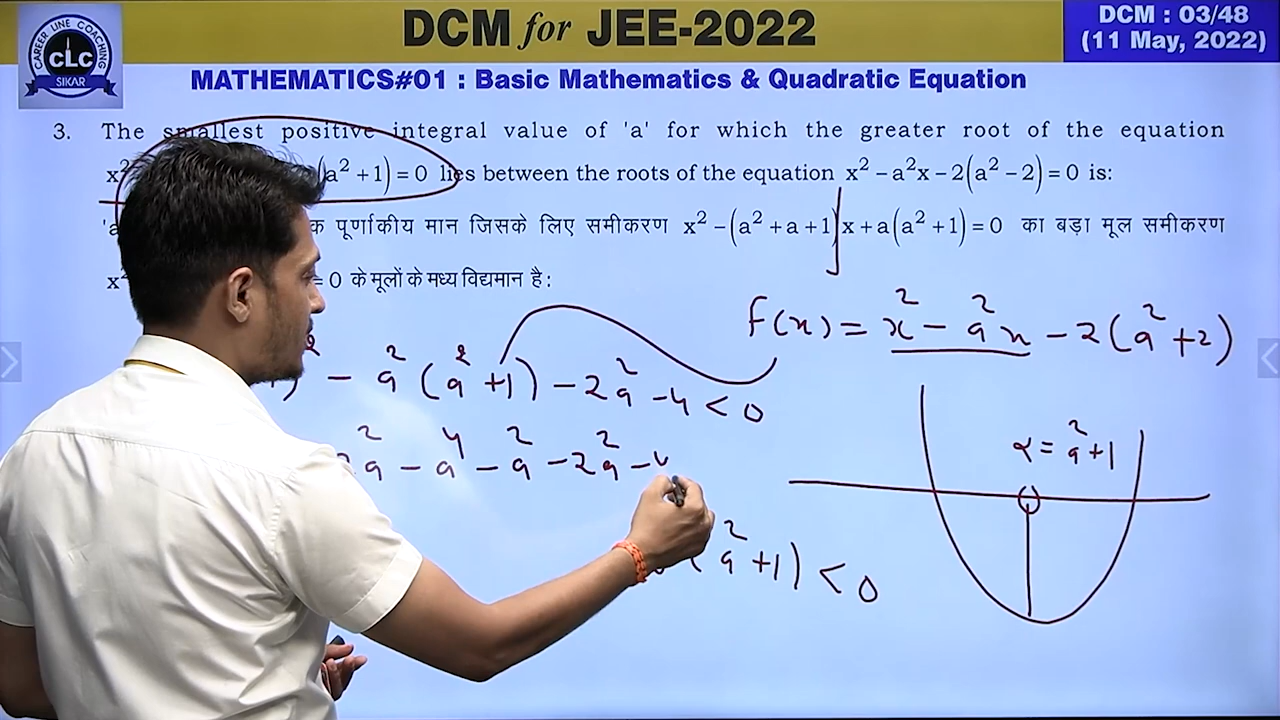 DCM for JEE-2022
DCM : 03/48
(11 May, 2022)
CAREER LINE COACHING
CLC
SIKAR
MATHEMATICS#01 : Basic Mathematics & Quadratic Equation
3. The smallest positive integral value of 'a' for which the greater root of the equation
(a² + 1) = 0 lies between the roots of the equation x² − a²x − 2(a² − 2) = 0 is:
पूर्णाकीय मान जिसके लिए समीकरण x² − (a² + a + 1)x + a(a² + 1) = 0 का बड़ा मूल समीकरण
= 0 के मूलों के मध्य विद्यमान है :
f(x) = x² − a²x − 2(a² + 2)
− a²(a² + 1) − 2a² − 4 < 0
α = a² + 1
2a² − a⁴ − a² − 2a² − 4
(a² + 1) < 0